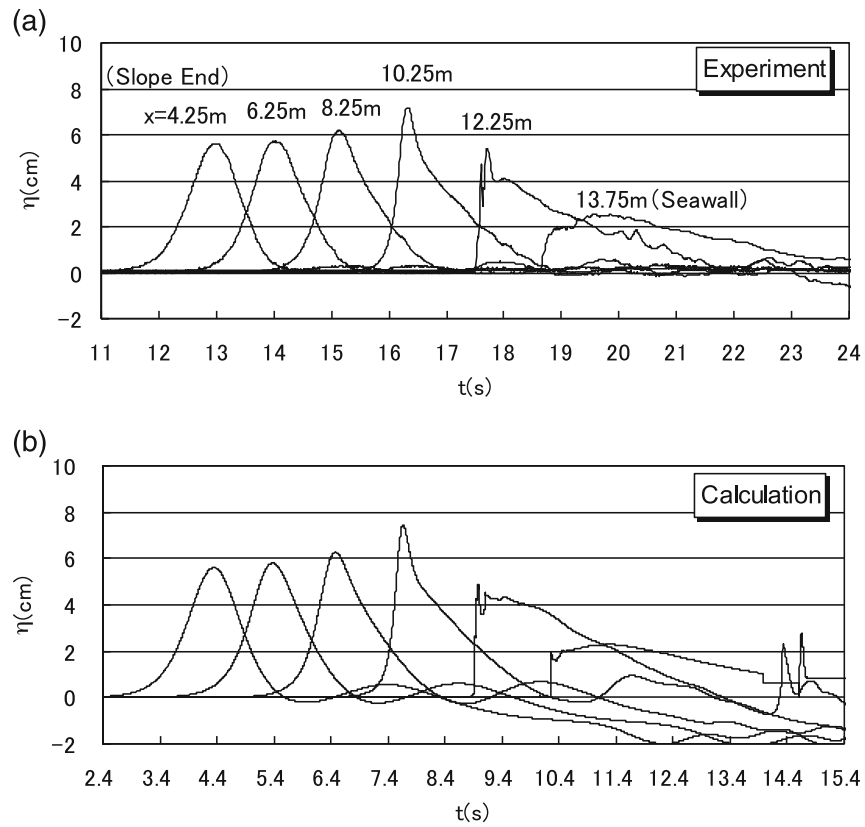 (a)
10
8
6
4
2
0
-2
η(cm)
(Slope End)
x=4.25m
6.25m
8.25m
10.25m
12.25m
13.75m (Seawall)
Experiment
11 12 13 14 15 16 17 18 19 20 21 22 23 24
t(s)
(b)
10
8
6
4
2
0
-2
η(cm)
Calculation
2.4 3.4 4.4 5.4 6.4 7.4 8.4 9.4 10.4 11.4 12.4 13.4 14.4 15.4
t(s)